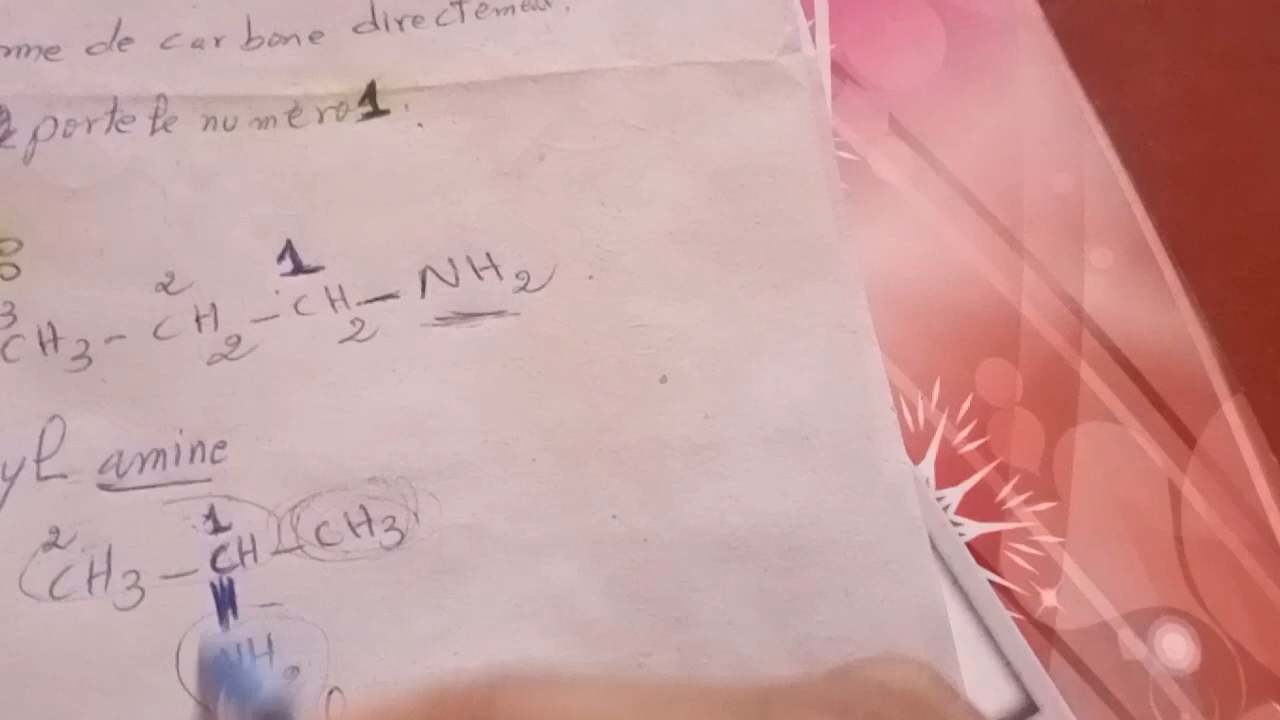 de carbone directement.
porte le numéro 1.
3 2 1
CH3 - CH2 - CH2 - NH2
yl amine
2 1
CH3 - CH - CH3
NH2